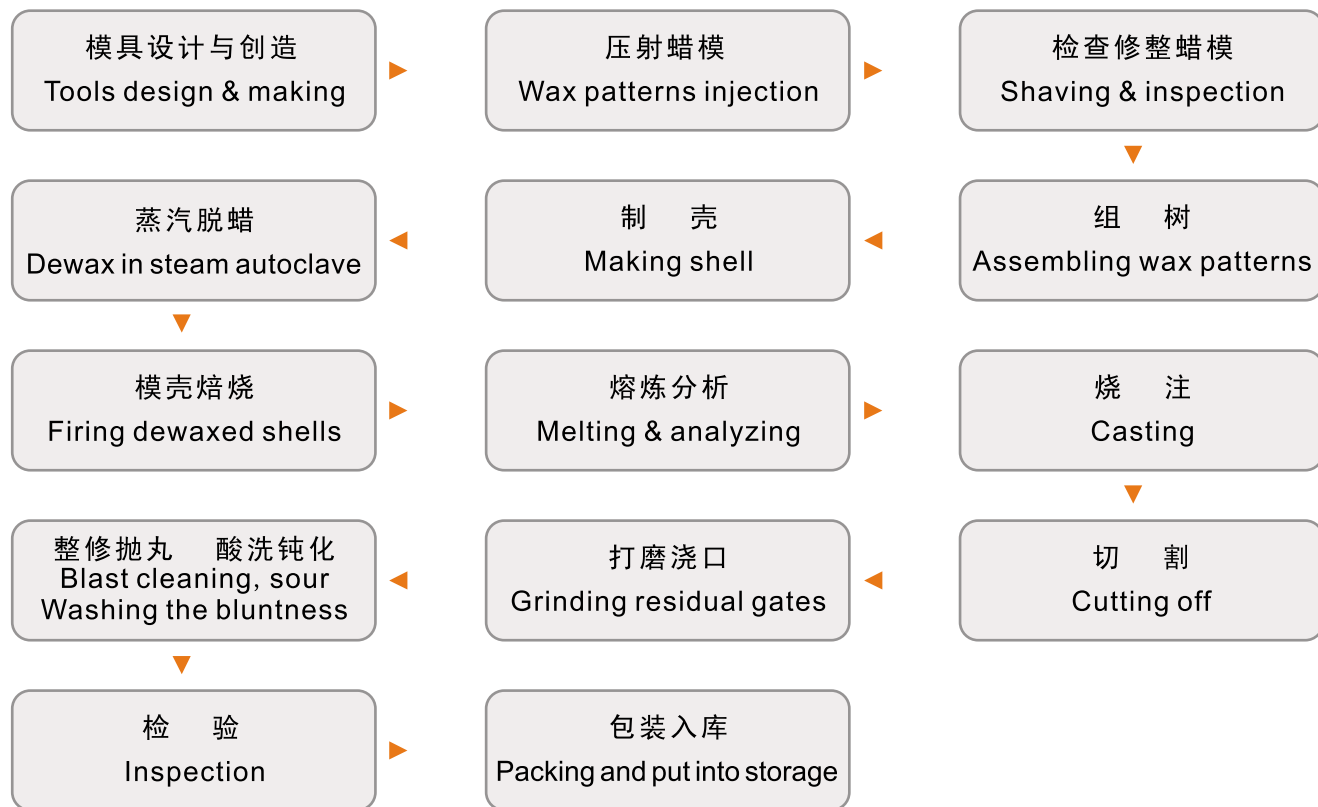 模具设计与创造
Tools design & making
压射蜡模
Wax patterns injection
检查修整蜡模
Shaving & inspection
组 树
Assembling wax patterns
制 壳
Making shell
蒸汽脱蜡
Dewax in steam autoclave
模壳焙烧
Firing dewaxed shells
熔炼分析
Melting & analyzing
烧 注
Casting
切 割
Cutting off
打磨浇口
Grinding residual gates
整修抛丸 酸洗钝化
Blast cleaning, sour
Washing the bluntness
检 验
Inspection
包装入库
Packing and put into storage